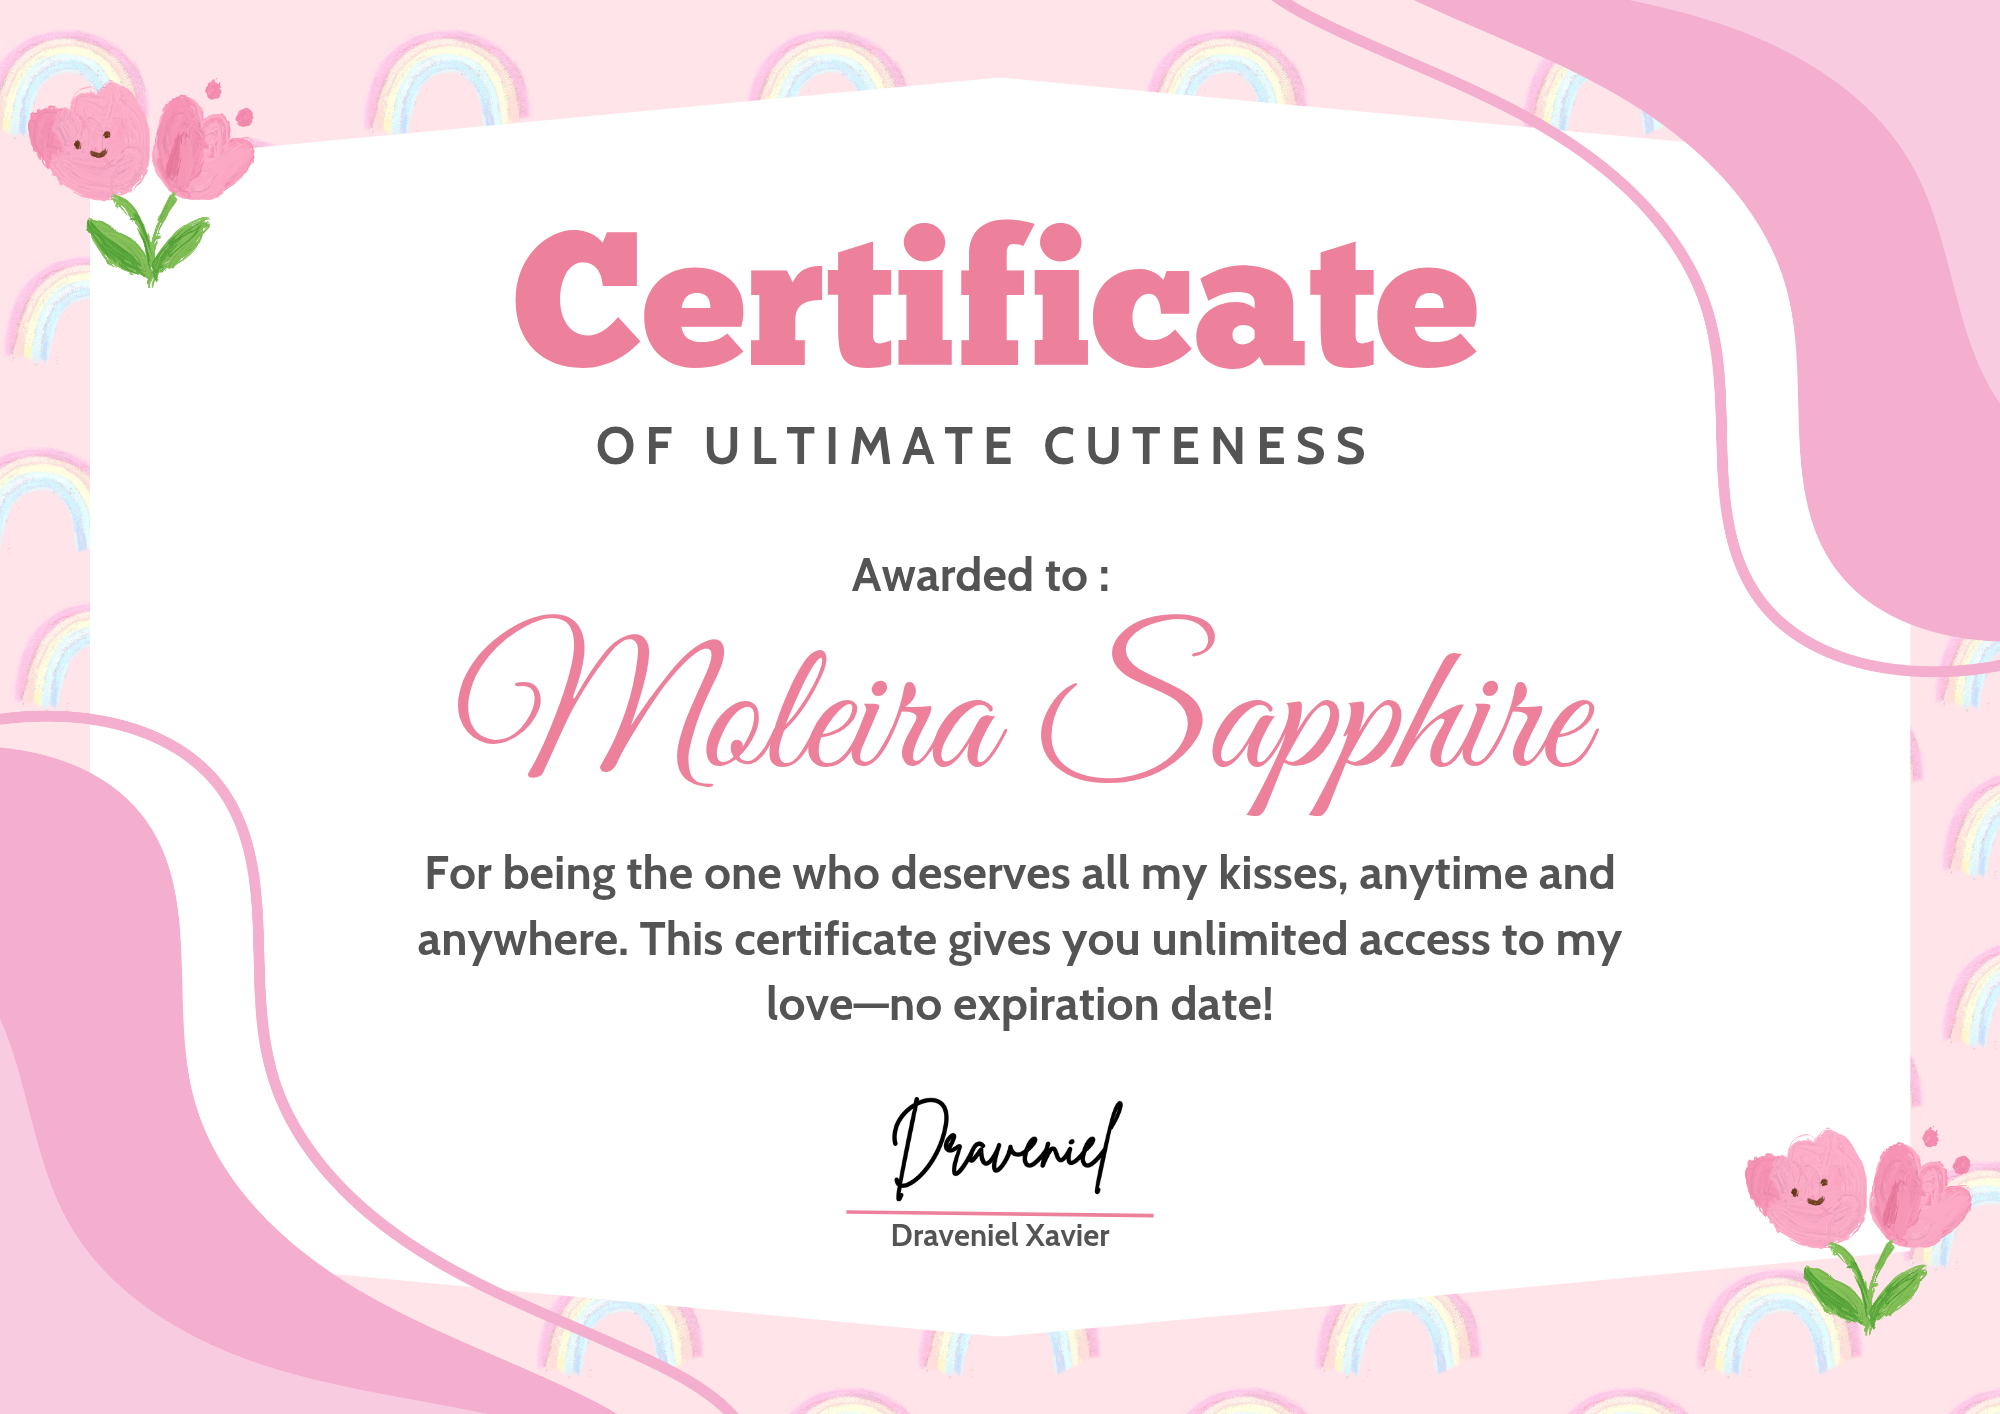 Certificate
OF ULTIMATE CUTENESS
Awarded to :
Moleira Sapphire
For being the one who deserves all my kisses, anytime and
anywhere. This certificate gives you unlimited access to my
love—no expiration date!
Draveniel
Draveniel Xavier